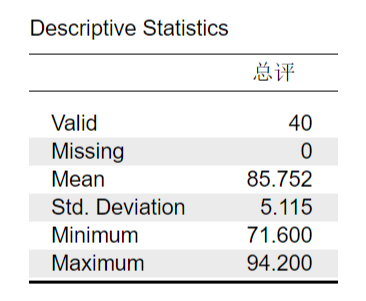 Descriptive Statistics
总评
Valid 40
Missing 0
Mean 85.752
Std. Deviation 5.115
Minimum 71.600
Maximum 94.200